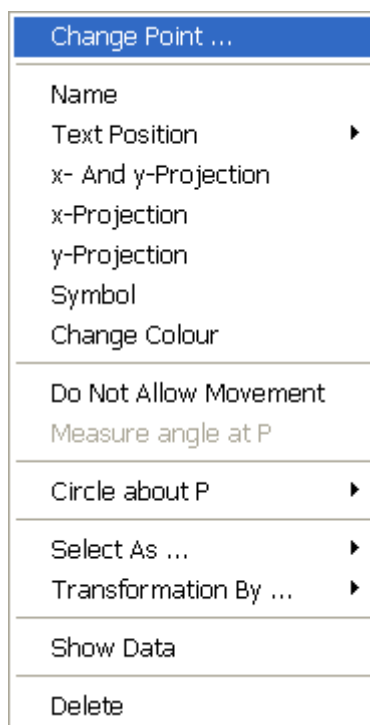 Change Point ...
Name
Text Position
x- And y-Projection
x-Projection
y-Projection
Symbol
Change Colour
Do Not Allow Movement
Measure angle at P
Circle about P
Select As ...
Transformation By ...
Show Data
Delete